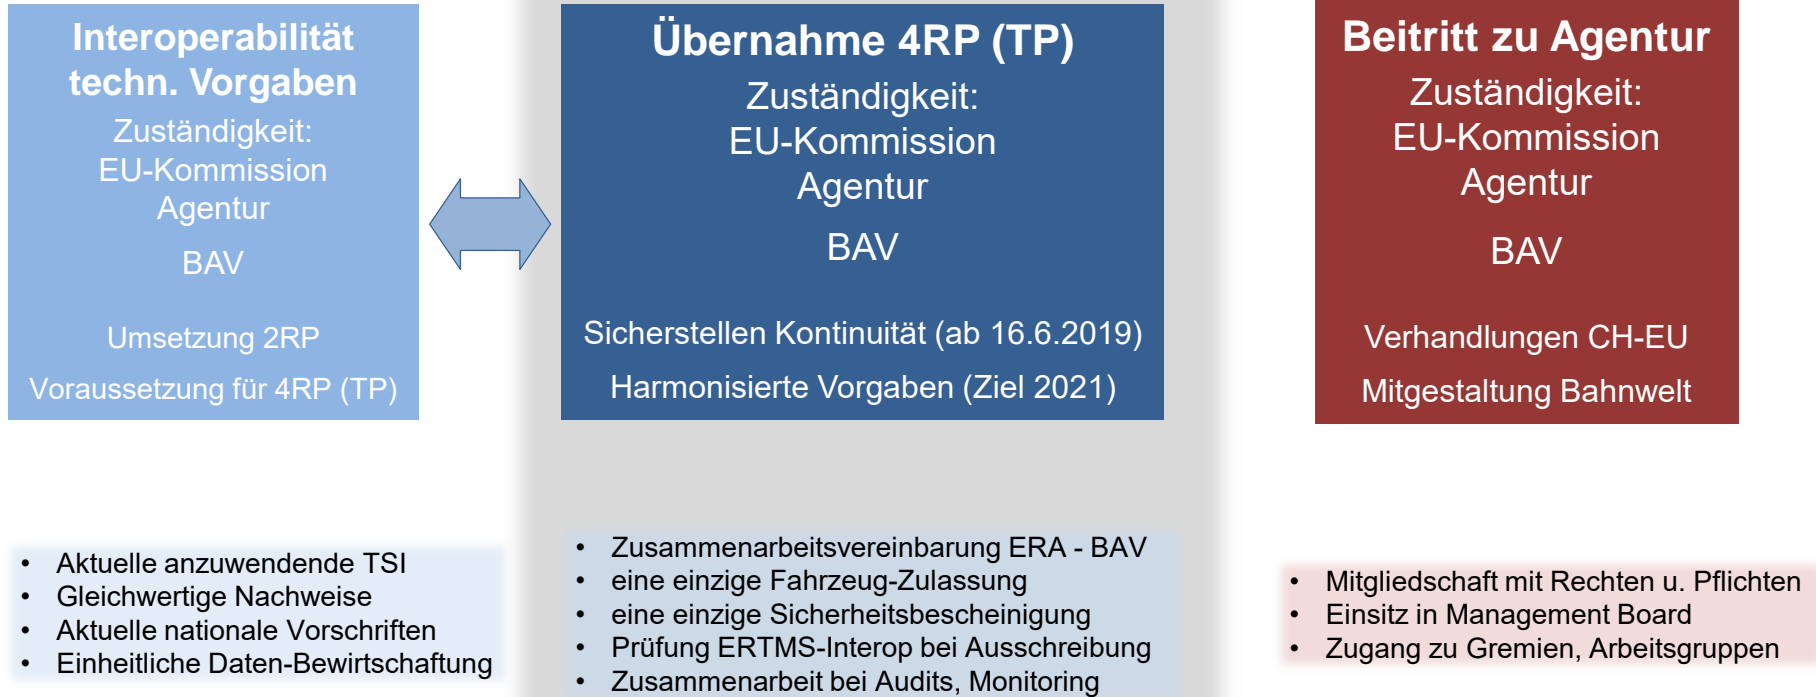 Interoperabilität
techn. Vorgaben
Zuständigkeit:
EU-Kommission
Agentur
BAV
Umsetzung 2RP
Voraussetzung für 4RP (TP)
Übernahme 4RP (TP)
Zuständigkeit:
EU-Kommission
Agentur
BAV
Sicherstellen Kontinuität (ab 16.6.2019)
Harmonisierte Vorgaben (Ziel 2021)
Beitritt zu Agentur
Zuständigkeit:
EU-Kommission
Agentur
BAV
Verhandlungen CH-EU
Mitgestaltung Bahnwelt
• Aktuelle anzuwendende TSI
• Gleichwertige Nachweise
• Aktuelle nationale Vorschriften
• Einheitliche Daten-Bewirtschaftung
• Zusammenarbeitsvereinbarung ERA - BAV
• eine einzige Fahrzeug-Zulassung
• eine einzige Sicherheitsbescheinigung
• Prüfung ERTMS-Interop bei Ausschreibung
• Zusammenarbeit bei Audits, Monitoring
• Mitgliedschaft mit Rechten u. Pflichten
• Einsitz in Management Board
• Zugang zu Gremien, Arbeitsgruppen